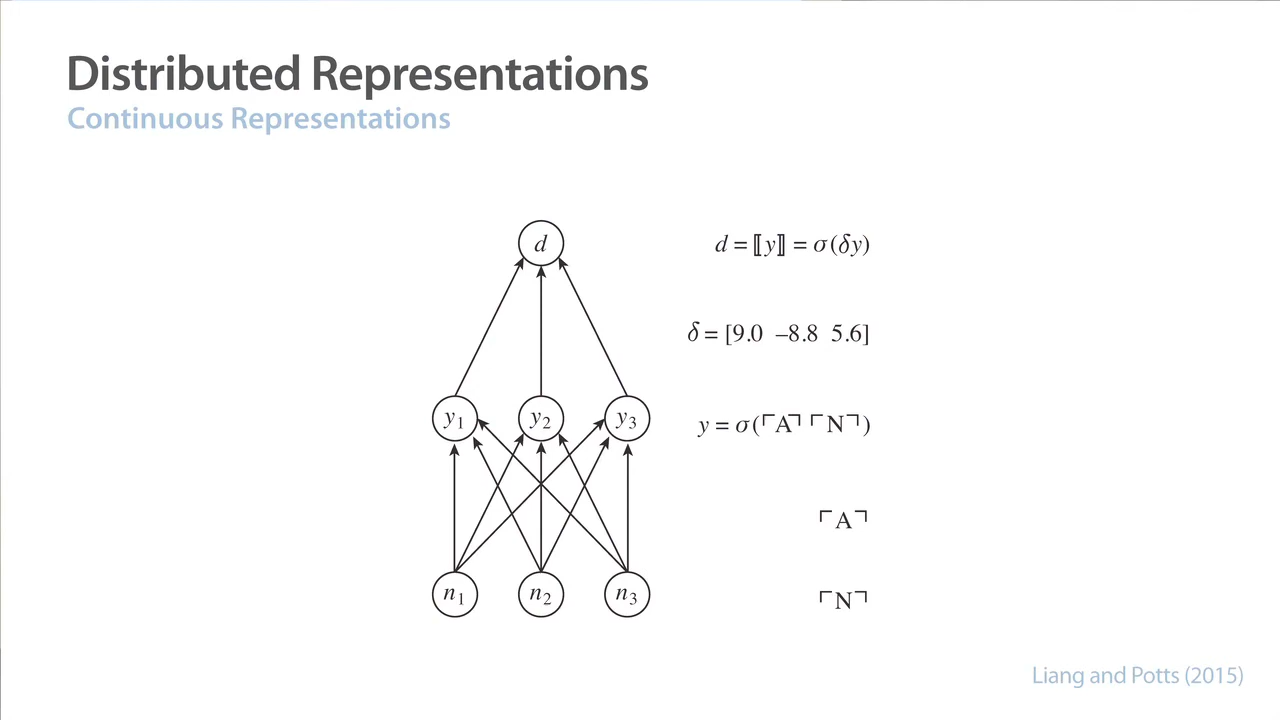 Distributed Representations
Continuous Representations
d
d = ⟦y⟧ = σ(δy)
δ = [9.0 –8.8 5.6]
y₁ y₂ y₃
y = σ(⌜A⌝ ⌜N⌝)
⌜A⌝
n₁ n₂ n₃
⌜N⌝
Liang and Potts (2015)